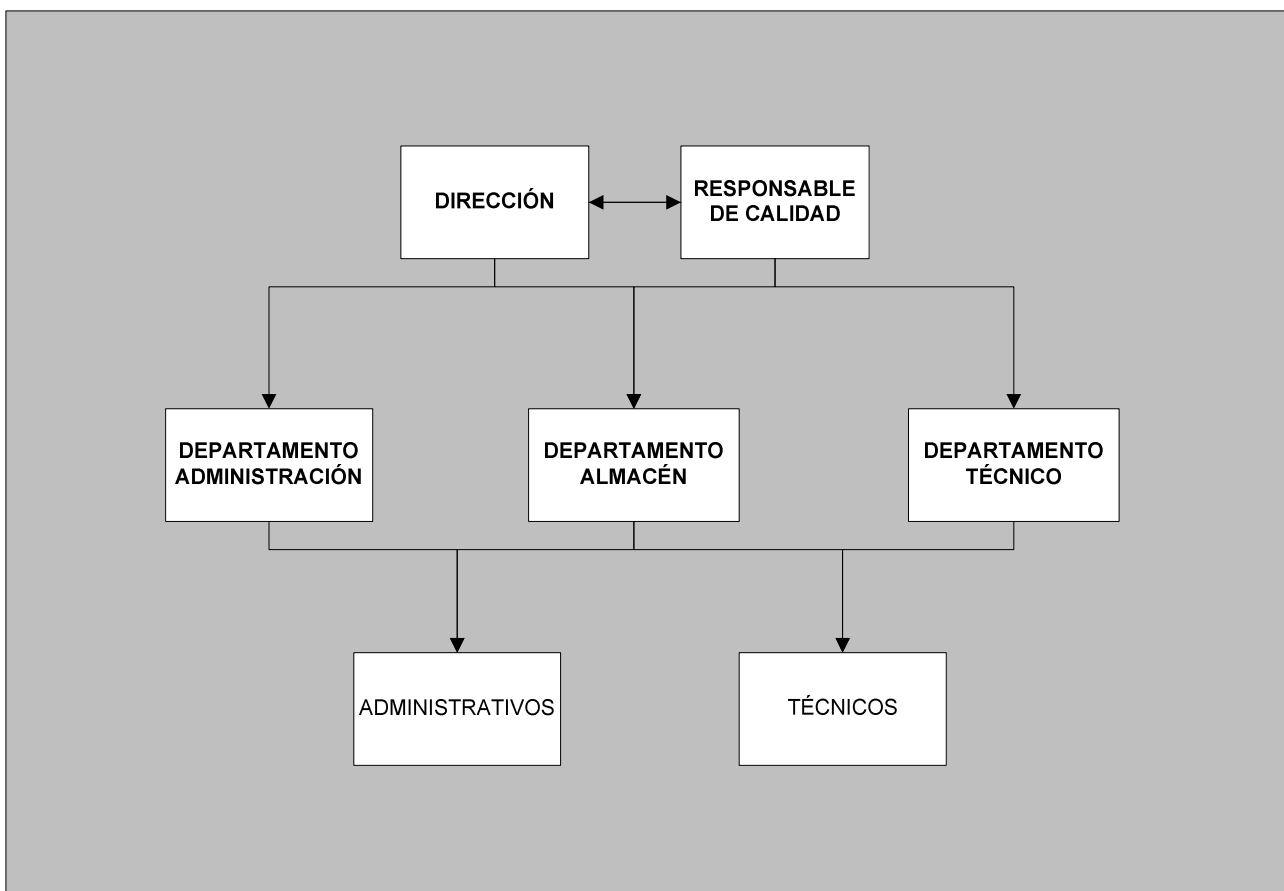 DIRECCIÓN
RESPONSABLE
DE CALIDAD
DEPARTAMENTO
ADMINISTRACIÓN
DEPARTAMENTO
ALMACÉN
DEPARTAMENTO
TÉCNICO
ADMINISTRATIVOS
TÉCNICOS